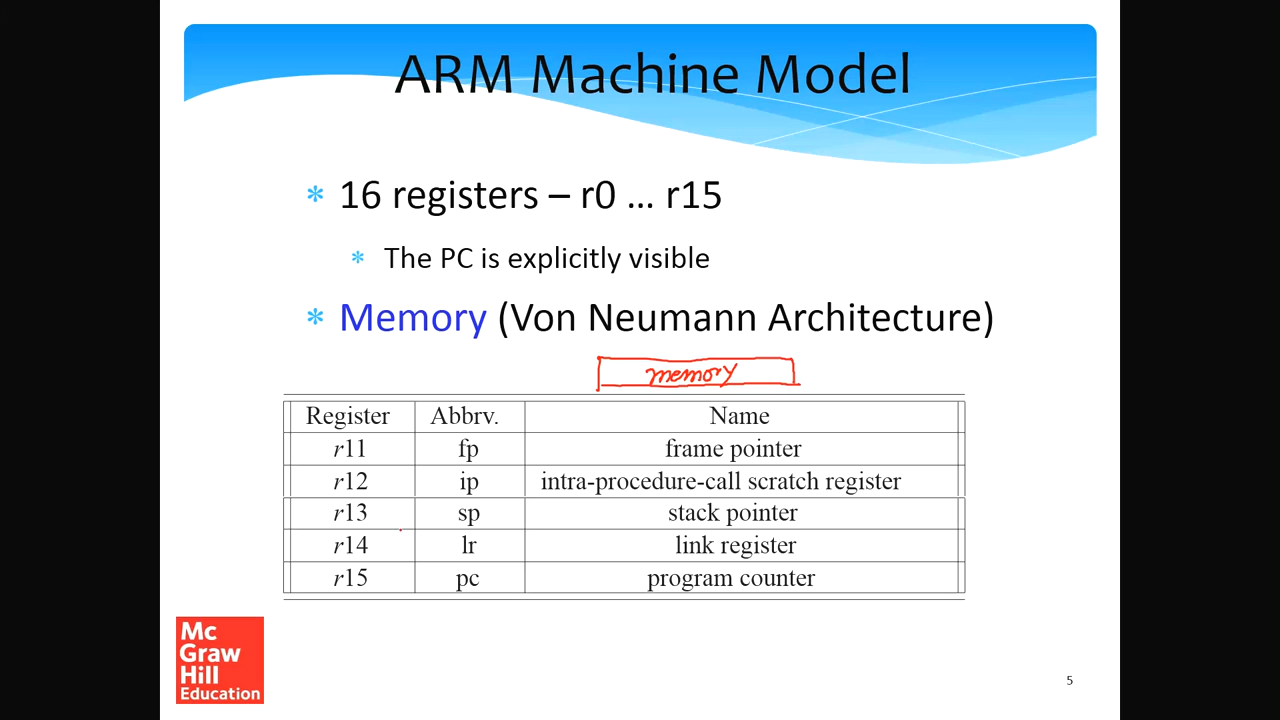 ARM Machine Model
* 16 registers – r0 … r15
* The PC is explicitly visible
* Memory (Von Neumann Architecture)
memory
Register Abbrv. Name
r11 fp frame pointer
r12 ip intra-procedure-call scratch register
r13 sp stack pointer
r14 lr link register
r15 pc program counter
Mc
Graw
Hill
Education
5